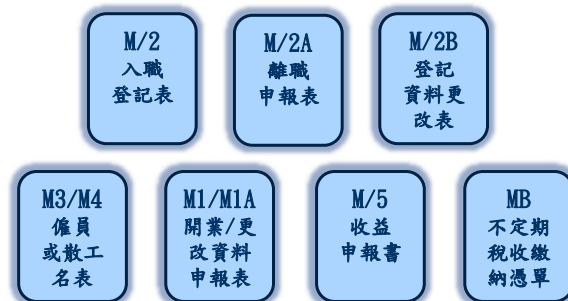 M/2
入職
登記表
M/2A
離職
申報表
M/2B
登記
資料更
改表
M3/M4
僱員
或散工
名表
M1/M1A
開業/更
改資料
申報表
M/5
收益
申報書
MB
不定期
稅收繳
納憑單